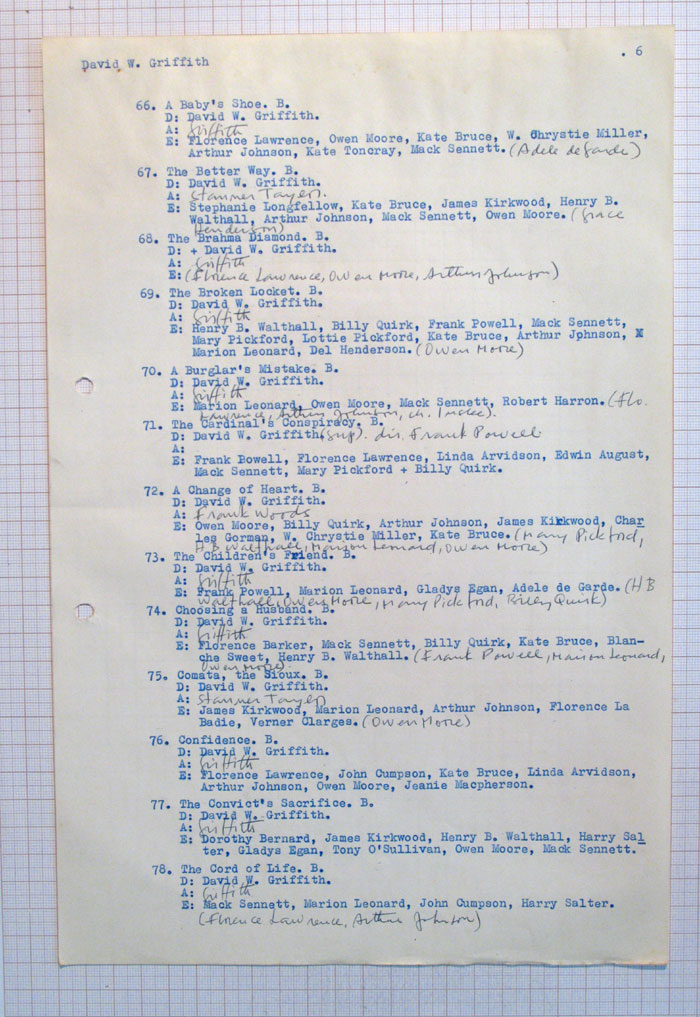 David W. Griffith
. 6
66. A Baby's Shoe. B.
D: David W. Griffith.
A: Griffith
E: Florence Lawrence, Owen Moore, Kate Bruce, W. Chrystie Miller,
Arthur Johnson, Kate Toncray, Mack Sennett. (Adele de Garde)
67. The Better Way. B.
D: David W. Griffith.
A: Stanner Tayler.
E: Stephanie Longfellow, Kate Bruce, James Kirkwood, Henry B.
Walthall, Arthur Johnson, Mack Sennett, Owen Moore. (Grace
Henderson)
68. The Brahma Diamond. B.
D: + David W. Griffith.
A: Griffith
E: (Florence Lawrence, Owen Moore, Arthur Johnson)
69. The Broken Locket. B.
D: David W. Griffith.
A: Griffith
E: Henry B. Walthall, Billy Quirk, Frank Powell, Mack Sennett,
Mary Pickford, Lottie Pickford, Kate Bruce, Arthur Johnson,
Marion Leonard, Del Henderson. (Owen Moore)
70. A Burglar's Mistake. B.
D: David W. Griffith.
A: Griffith
E: Marion Leonard, Owen Moore, Mack Sennett, Robert Harron. (Flo.
Lawrence, Arthur Johnson, ch. Inslee).
71. The Cardinal's Conspiracy. B.
D: David W. Griffith (sup). dir. Frank Powell
A:
E: Frank Powell, Florence Lawrence, Linda Arvidson, Edwin August,
Mack Sennett, Mary Pickford + Billy Quirk.
72. A Change of Heart. B.
D: David W. Griffith.
A: Frank Woods
E: Owen Moore, Billy Quirk, Arthur Johnson, James Kirkwood, Char
les Gorman, W. Chrystie Miller, Kate Bruce. (Mary Pickford,
H B Walthall, Marion Leonard, Owen Moore)
73. The Children's Friend. B.
D: David W. Griffith.
A: Griffith
E: Frank Powell, Marion Leonard, Gladys Egan, Adele de Garde. (H B
Walthall, Owen Moore, Mary Pickford, Billy Quirk)
74. Choosing a Husband. B.
D: David W. Griffith.
A: Griffith
E: Florence Barker, Mack Sennett, Billy Quirk, Kate Bruce, Blan-
che Sweet, Henry B. Walthall. (Frank Powell, Marion Leonard,
Owen Moore)
75. Comata, the Sioux. B.
D: David W. Griffith.
A: Stanner Tayler
E: James Kirkwood, Marion Leonard, Arthur Johnson, Florence La
Badie, Verner Clarges. (Owen Moore)
76. Confidence. B.
D: David W. Griffith.
A: Griffith
E: Florence Lawrence, John Cumpson, Kate Bruce, Linda Arvidson,
Arthur Johnson, Owen Moore, Jeanie Macpherson.
77. The Convict's Sacrifice. B.
D: David W. Griffith.
A: Griffith
E: Dorothy Bernard, James Kirkwood, Henry B. Walthall, Harry Sal
ter, Gladys Egan, Tony O'Sullivan, Owen Moore, Mack Sennett.
78. The Cord of Life. B.
D: David W. Griffith.
A: Griffith
E: Mack Sennett, Marion Leonard, John Cumpson, Harry Salter.
(Florence Lawrence, Arthur Johnson)